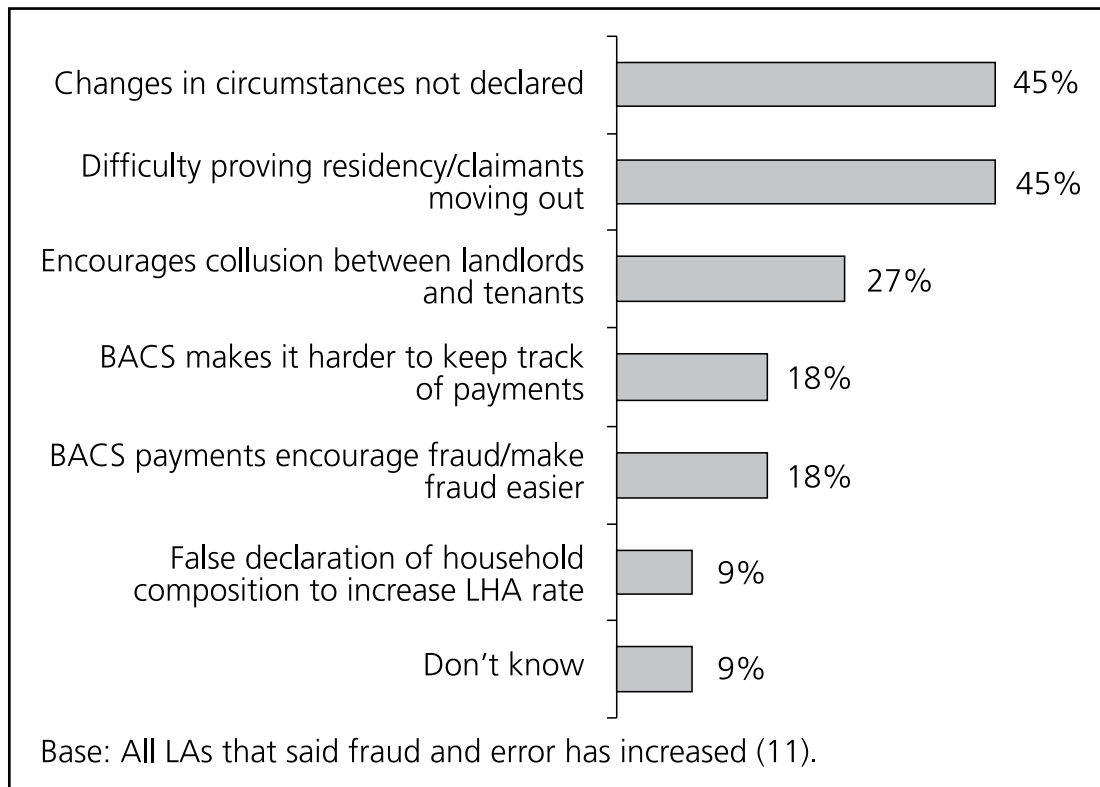 Changes in circumstances not declared
45%
Difficulty proving residency/claimants
moving out
45%
Encourages collusion between landlords
and tenants
27%
BACS makes it harder to keep track
of payments
18%
BACS payments encourage fraud/make
fraud easier
18%
False declaration of household
composition to increase LHA rate
9%
Don't know
9%
Base: All LAs that said fraud and error has increased (11).